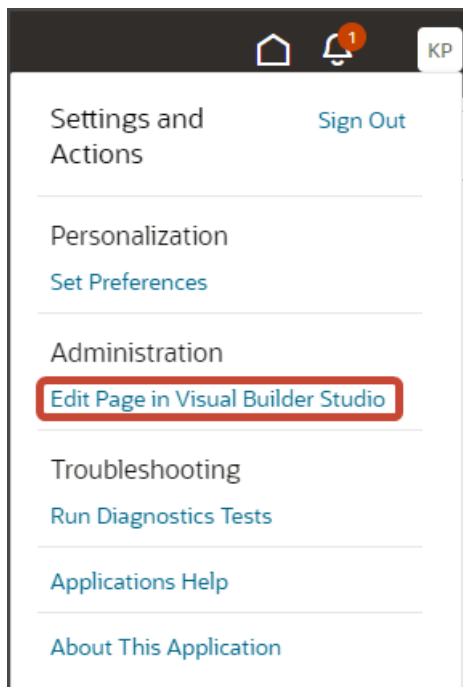 1
KP
Settings and
Actions
Sign Out
Personalization
Set Preferences
Administration
Edit Page in Visual Builder Studio
Troubleshooting
Run Diagnostics Tests
Applications Help
About This Application